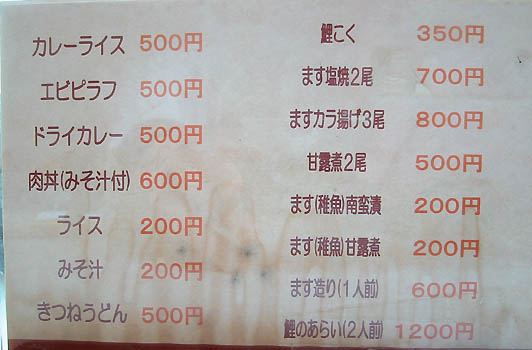 カレーライス 500円
エビピラフ 500円
ドライカレー 500円
肉丼(みそ汁付) 600円
ライス 200円
みそ汁 200円
きつねうどん 500円
鯉こく 350円
ます塩焼2尾 700円
ますカラ揚げ3尾 800円
甘露煮2尾 500円
ます(稚魚)南蛮漬 200円
ます(稚魚)甘露煮 200円
ます造り(1人前) 600円
鯉のあらい(2人前) 1200円